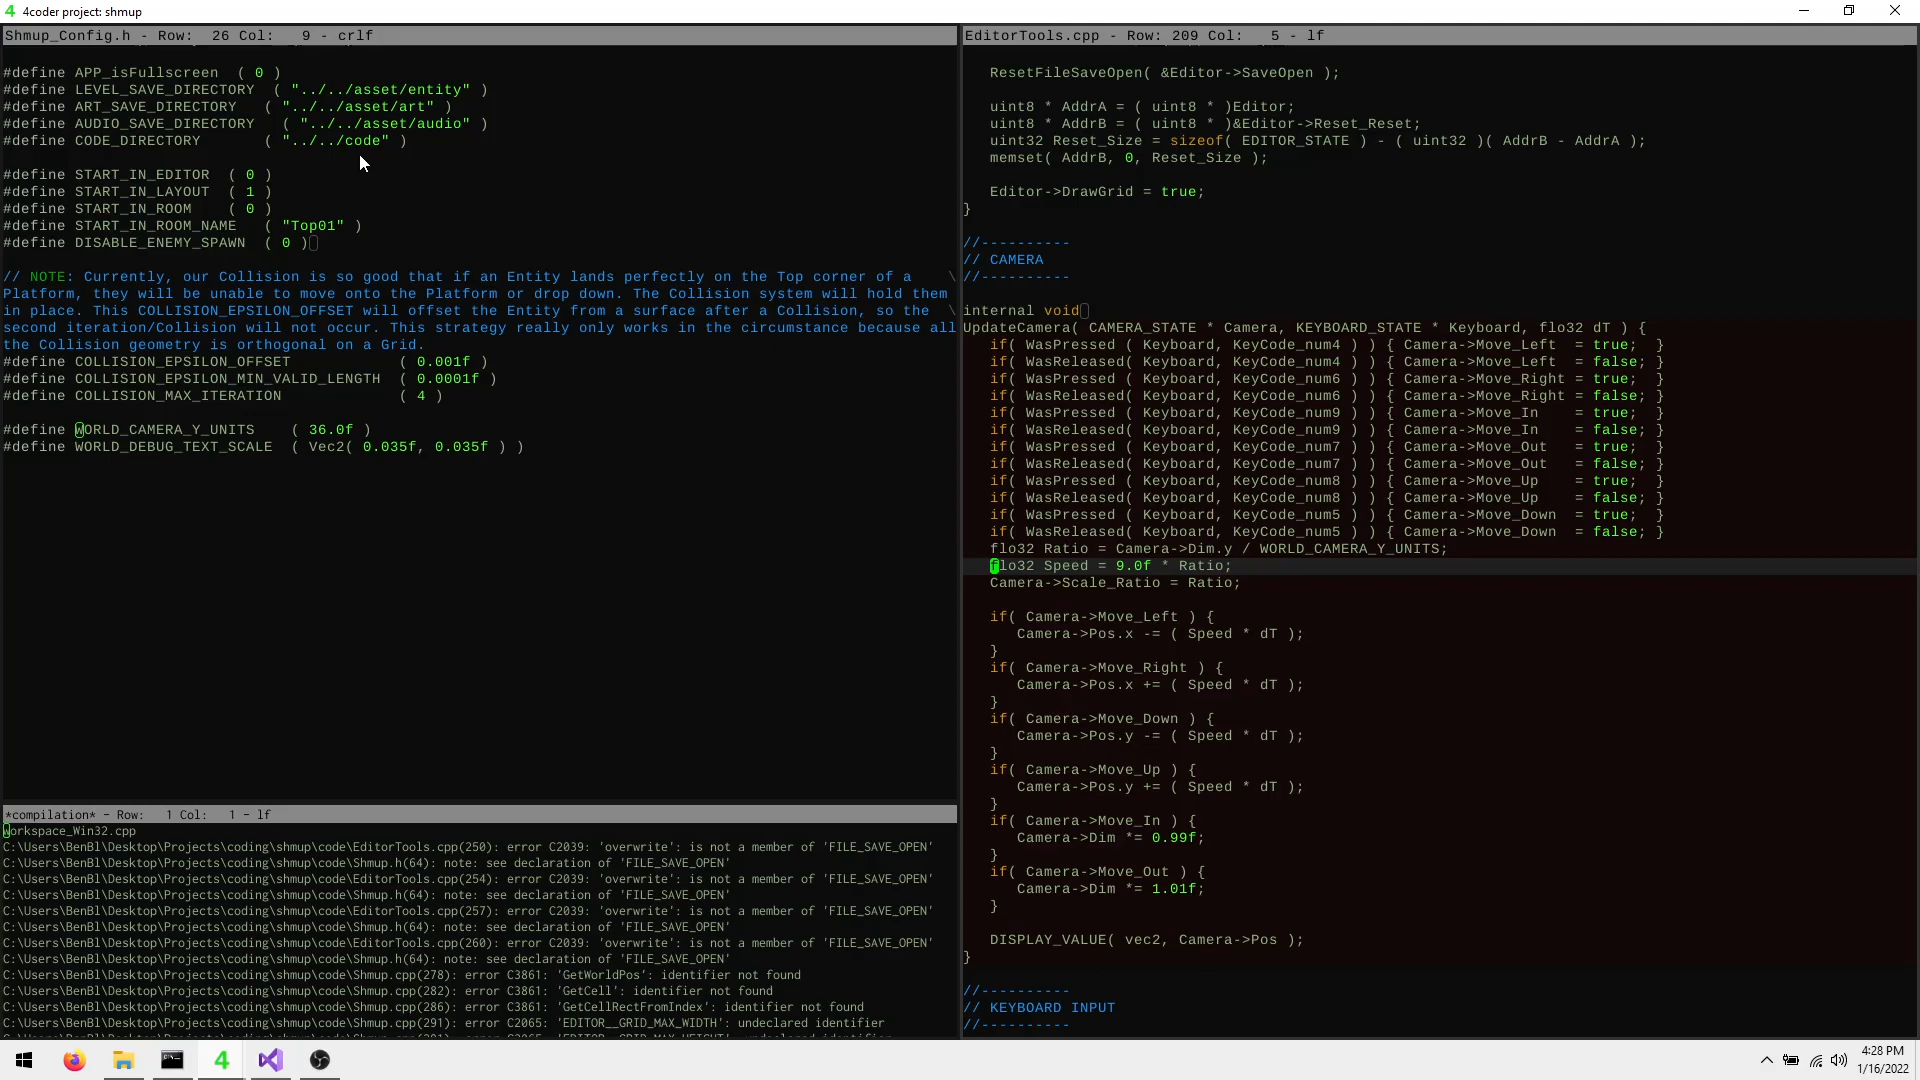 4 4coder project: shmup
Shmup_Config.h - Row:  26 Col:   9 - crlf
#define APP_isFullscreen  ( 0 )
#define LEVEL_SAVE_DIRECTORY  ( "../../asset/entity" )
#define ART_SAVE_DIRECTORY   ( "../../asset/art" )
#define AUDIO_SAVE_DIRECTORY   ( "../../asset/audio" )
#define CODE_DIRECTORY       ( "../../code" )
#define START_IN_EDITOR  ( 0 )
#define START_IN_LAYOUT  ( 1 )
#define START_IN_ROOM    ( 0 )
#define START_IN_ROOM_NAME   ( "Top01" )
#define DISABLE_ENEMY_SPAWN  ( 0 )
// NOTE: Currently, our Collision is so good that if an Entity lands perfectly on the Top corner of a    \
Platform, they will be unable to move onto the Platform or drop down. The Collision system will hold them
in place. This COLLISION_EPSILON_OFFSET will offset the Entity from a surface after a Collision, so the  \
second iteration/Collision will not occur. This strategy really only works in the circumstance because all
the Collision geometry is orthogonal on a Grid.
#define COLLISION_EPSILON_OFFSET            ( 0.001f )
#define COLLISION_EPSILON_MIN_VALID_LENGTH  ( 0.0001f )
#define COLLISION_MAX_ITERATION             ( 4 )
#define WORLD_CAMERA_Y_UNITS    ( 36.0f )
#define WORLD_DEBUG_TEXT_SCALE  ( Vec2( 0.035f, 0.035f ) )
*compilation* - Row:   1 Col:   1 - lf
Workspace_Win32.cpp
C:\Users\BenBl\Desktop\Projects\coding\shmup\code\EditorTools.cpp(250): error C2039: 'overwrite': is not a member of 'FILE_SAVE_OPEN'
C:\Users\BenBl\Desktop\Projects\coding\shmup\code\Shmup.h(64): note: see declaration of 'FILE_SAVE_OPEN'
C:\Users\BenBl\Desktop\Projects\coding\shmup\code\EditorTools.cpp(254): error C2039: 'overwrite': is not a member of 'FILE_SAVE_OPEN'
C:\Users\BenBl\Desktop\Projects\coding\shmup\code\Shmup.h(64): note: see declaration of 'FILE_SAVE_OPEN'
C:\Users\BenBl\Desktop\Projects\coding\shmup\code\EditorTools.cpp(257): error C2039: 'overwrite': is not a member of 'FILE_SAVE_OPEN'
C:\Users\BenBl\Desktop\Projects\coding\shmup\code\Shmup.h(64): note: see declaration of 'FILE_SAVE_OPEN'
C:\Users\BenBl\Desktop\Projects\coding\shmup\code\EditorTools.cpp(260): error C2039: 'overwrite': is not a member of 'FILE_SAVE_OPEN'
C:\Users\BenBl\Desktop\Projects\coding\shmup\code\Shmup.h(64): note: see declaration of 'FILE_SAVE_OPEN'
C:\Users\BenBl\Desktop\Projects\coding\shmup\code\Shmup.cpp(278): error C3861: 'GetWorldPos': identifier not found
C:\Users\BenBl\Desktop\Projects\coding\shmup\code\Shmup.cpp(282): error C3861: 'GetCell': identifier not found
C:\Users\BenBl\Desktop\Projects\coding\shmup\code\Shmup.cpp(286): error C3861: 'GetCellRectFromIndex': identifier not found
C:\Users\BenBl\Desktop\Projects\coding\shmup\code\Shmup.cpp(291): error C2065: 'EDITOR__GRID_MAX_WIDTH': undeclared identifier
EditorTools.cpp - Row: 209 Col:   5 - lf
ResetFileSaveOpen( &Editor->SaveOpen );
uint8 * AddrA = ( uint8 * )Editor;
uint8 * AddrB = ( uint8 * )&Editor->Reset_Reset;
uint32 Reset_Size = sizeof( EDITOR_STATE ) - ( uint32 )( AddrB - AddrA );
memset( AddrB, 0, Reset_Size );
Editor->DrawGrid = true;
}
//----------
// CAMERA
//----------
internal void
UpdateCamera( CAMERA_STATE * Camera, KEYBOARD_STATE * Keyboard, flo32 dT ) {
if( WasPressed ( Keyboard, KeyCode_num4 ) ) { Camera->Move_Left  = true;  }
if( WasReleased( Keyboard, KeyCode_num4 ) ) { Camera->Move_Left  = false; }
if( WasPressed ( Keyboard, KeyCode_num6 ) ) { Camera->Move_Right = true;  }
if( WasReleased( Keyboard, KeyCode_num6 ) ) { Camera->Move_Right = false; }
if( WasPressed ( Keyboard, KeyCode_num9 ) ) { Camera->Move_In    = true;  }
if( WasReleased( Keyboard, KeyCode_num9 ) ) { Camera->Move_In    = false; }
if( WasPressed ( Keyboard, KeyCode_num7 ) ) { Camera->Move_Out   = true;  }
if( WasReleased( Keyboard, KeyCode_num7 ) ) { Camera->Move_Out   = false; }
if( WasPressed ( Keyboard, KeyCode_num8 ) ) { Camera->Move_Up    = true;  }
if( WasReleased( Keyboard, KeyCode_num8 ) ) { Camera->Move_Up    = false; }
if( WasPressed ( Keyboard, KeyCode_num5 ) ) { Camera->Move_Down  = true;  }
if( WasReleased( Keyboard, KeyCode_num5 ) ) { Camera->Move_Down  = false; }
flo32 Ratio = Camera->Dim.y / WORLD_CAMERA_Y_UNITS;
flo32 Speed = 9.0f * Ratio;
Camera->Scale_Ratio = Ratio;
if( Camera->Move_Left ) {
Camera->Pos.x -= ( Speed * dT );
}
if( Camera->Move_Right ) {
Camera->Pos.x += ( Speed * dT );
}
if( Camera->Move_Down ) {
Camera->Pos.y -= ( Speed * dT );
}
if( Camera->Move_Up ) {
Camera->Pos.y += ( Speed * dT );
}
if( Camera->Move_In ) {
Camera->Dim *= 0.99f;
}
if( Camera->Move_Out ) {
Camera->Dim *= 1.01f;
}
DISPLAY_VALUE( vec2, Camera->Pos );
}
//----------
// KEYBOARD INPUT
//----------
4
4:28 PM
1/16/2022